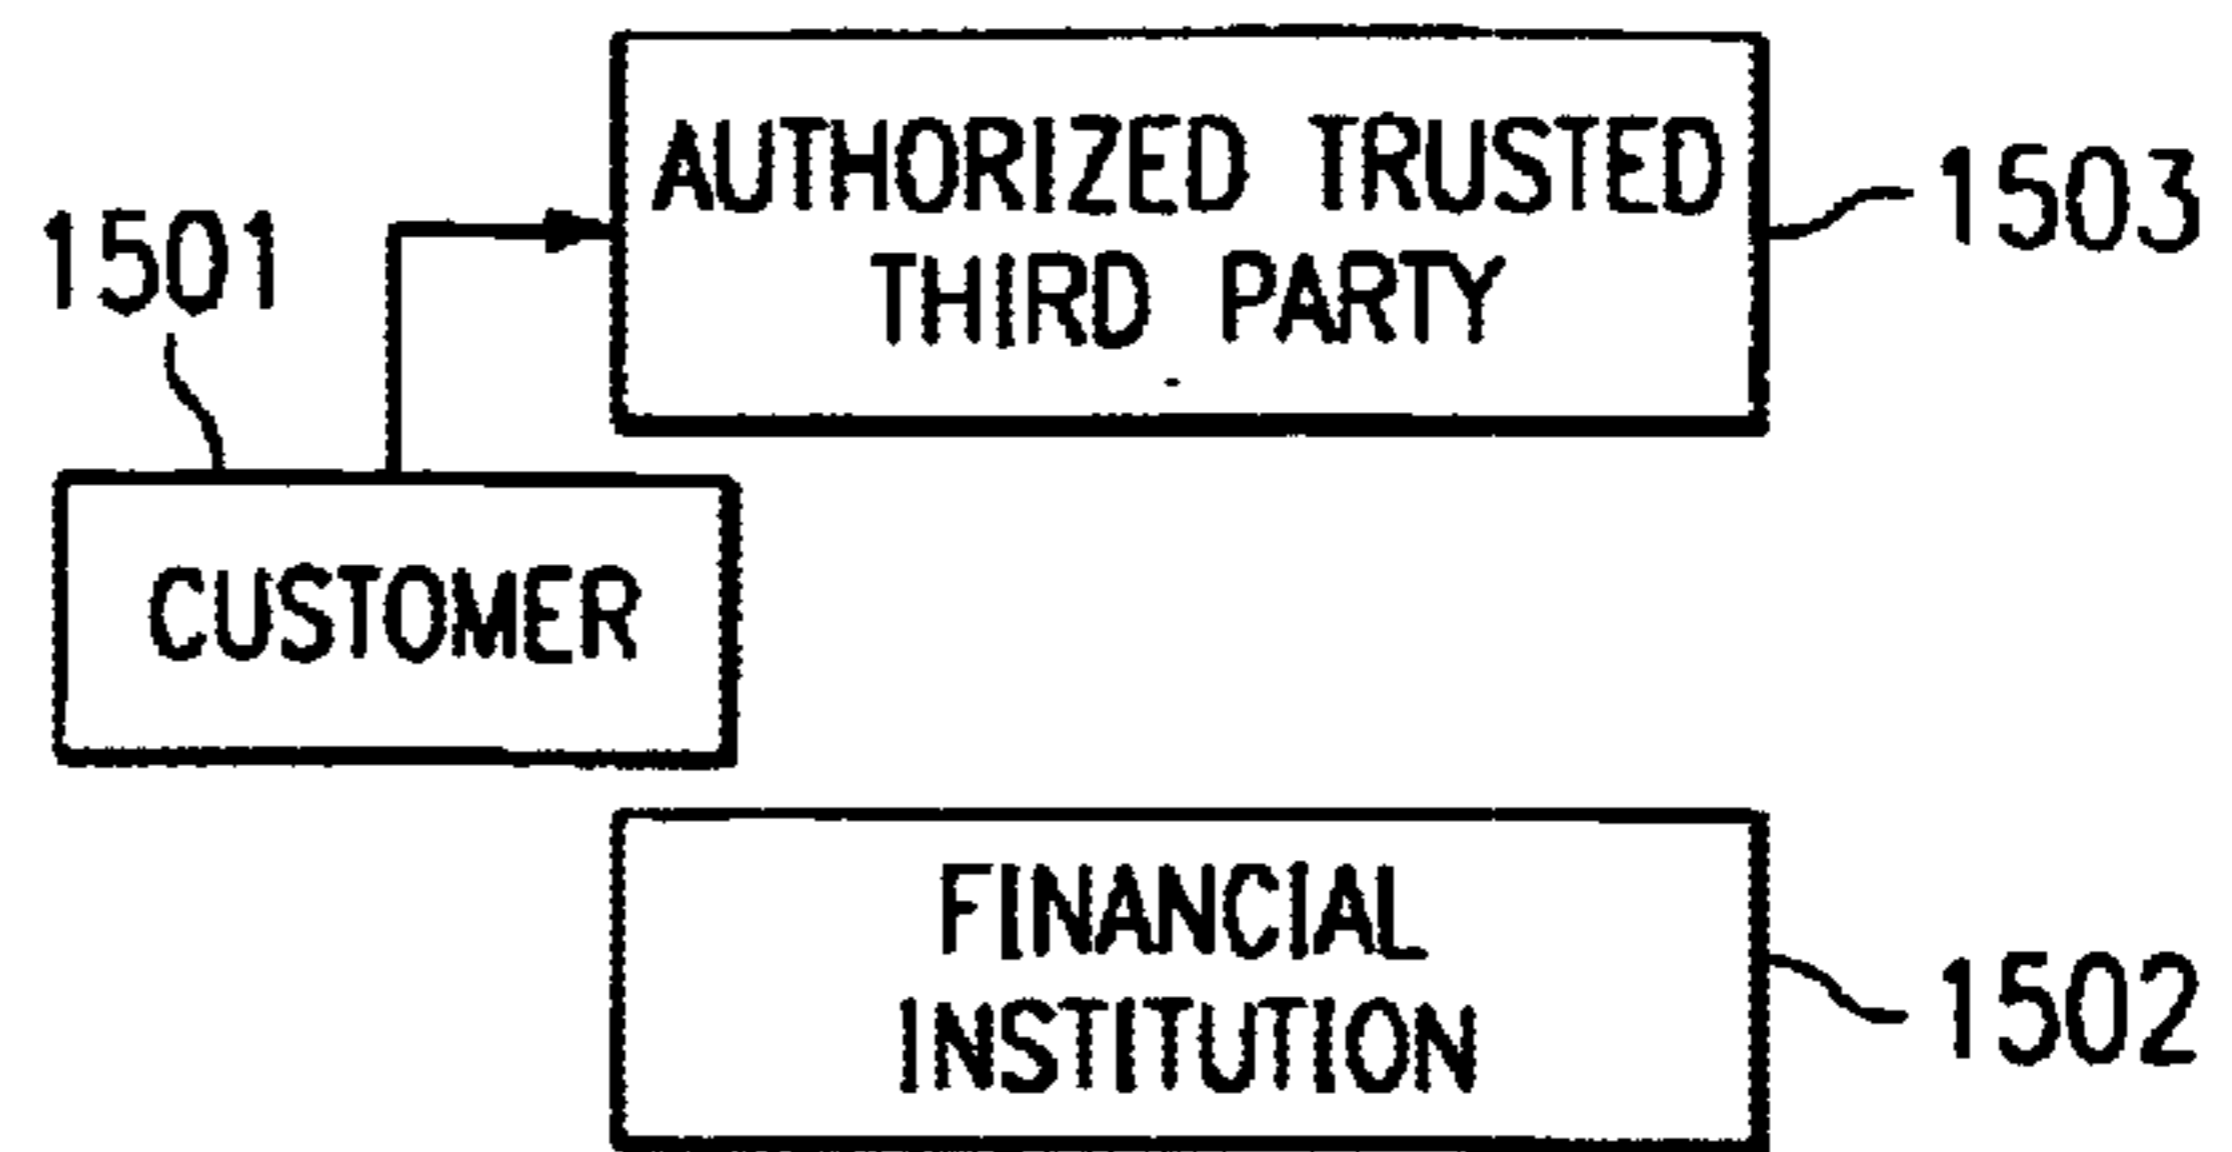 AUTHORIZED TRUSTED
THIRD PARTY
1503
1501
CUSTOMER
FINANCIAL
INSTITUTION
1502